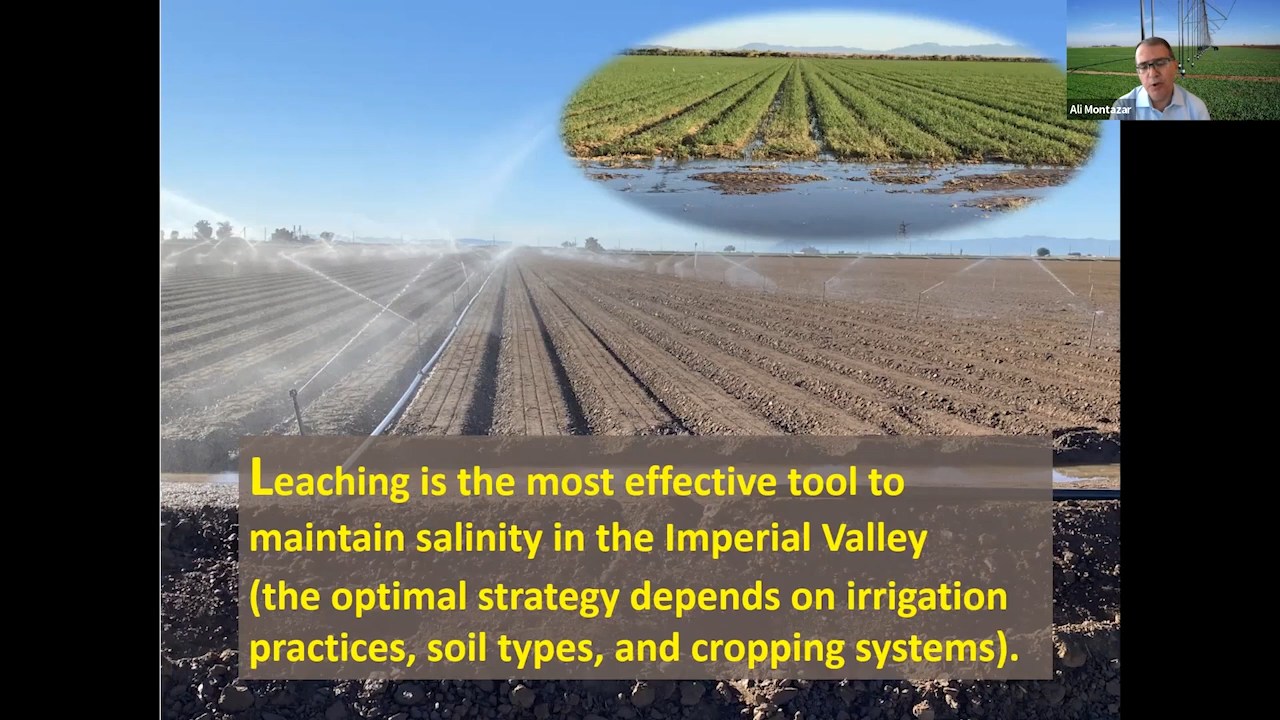 Ali Montazar
Leaching is the most effective tool to
maintain salinity in the Imperial Valley
(the optimal strategy depends on irrigation
practices, soil types, and cropping systems).